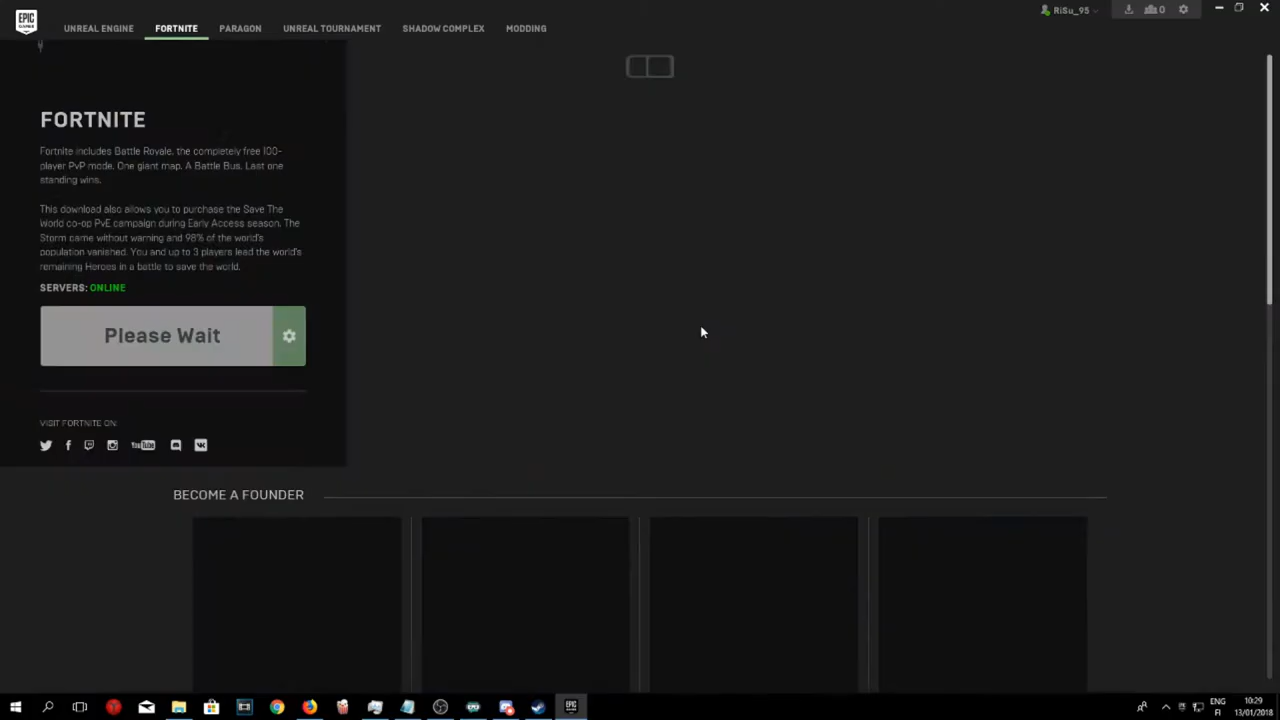 EPIC GAMES
UNREAL ENGINE
FORTNITE
PARAGON
UNREAL TOURNAMENT
SHADOW COMPLEX
MODDING
RiSu_95
0
FORTNITE
Fortnite includes Battle Royale, the completely free 100-
player PvP mode. One giant map. A Battle Bus. Last one
standing wins.
This download also allows you to purchase the Save The
World co-op PvE campaign during Early Access season. The
Storm came without warning and 98% of the world's
population vanished. You and up to 3 players lead the world's
remaining Heroes in a battle to save the world.
SERVERS: ONLINE
Please Wait
VISIT FORTNITE ON:
YouTube
BECOME A FOUNDER
ENG
FI
10:29
13/01/2018